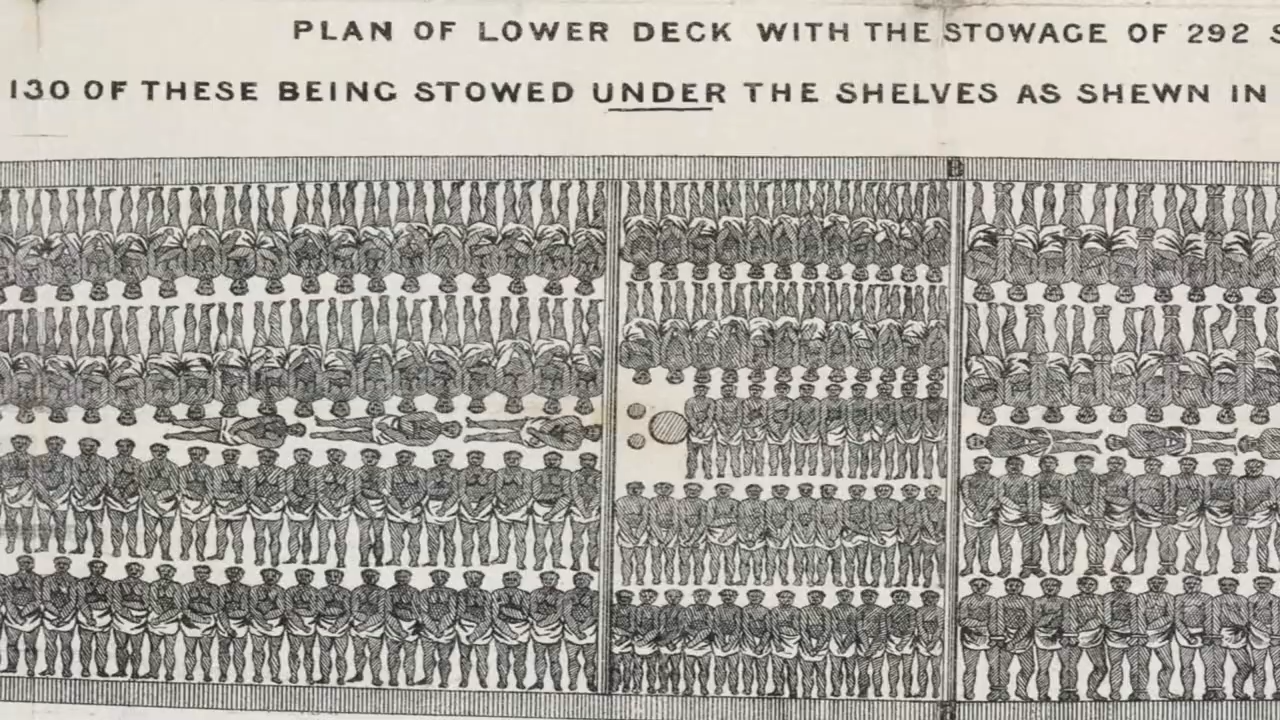 PLAN OF LOWER DECK WITH THE STOWAGE OF 292 S
130 OF THESE BEING STOWED UNDER THE SHELVES AS SHEWN IN